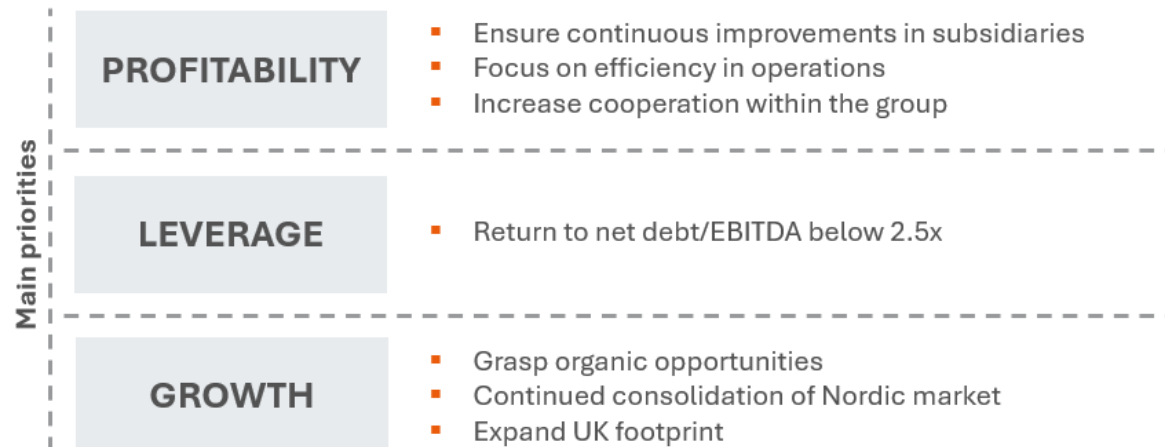 Main priorities
PROFITABILITY
Ensure continuous improvements in subsidiaries
Focus on efficiency in operations
Increase cooperation within the group
LEVERAGE
Return to net debt/EBITDA below 2.5x
GROWTH
Grasp organic opportunities
Continued consolidation of Nordic market
Expand UK footprint